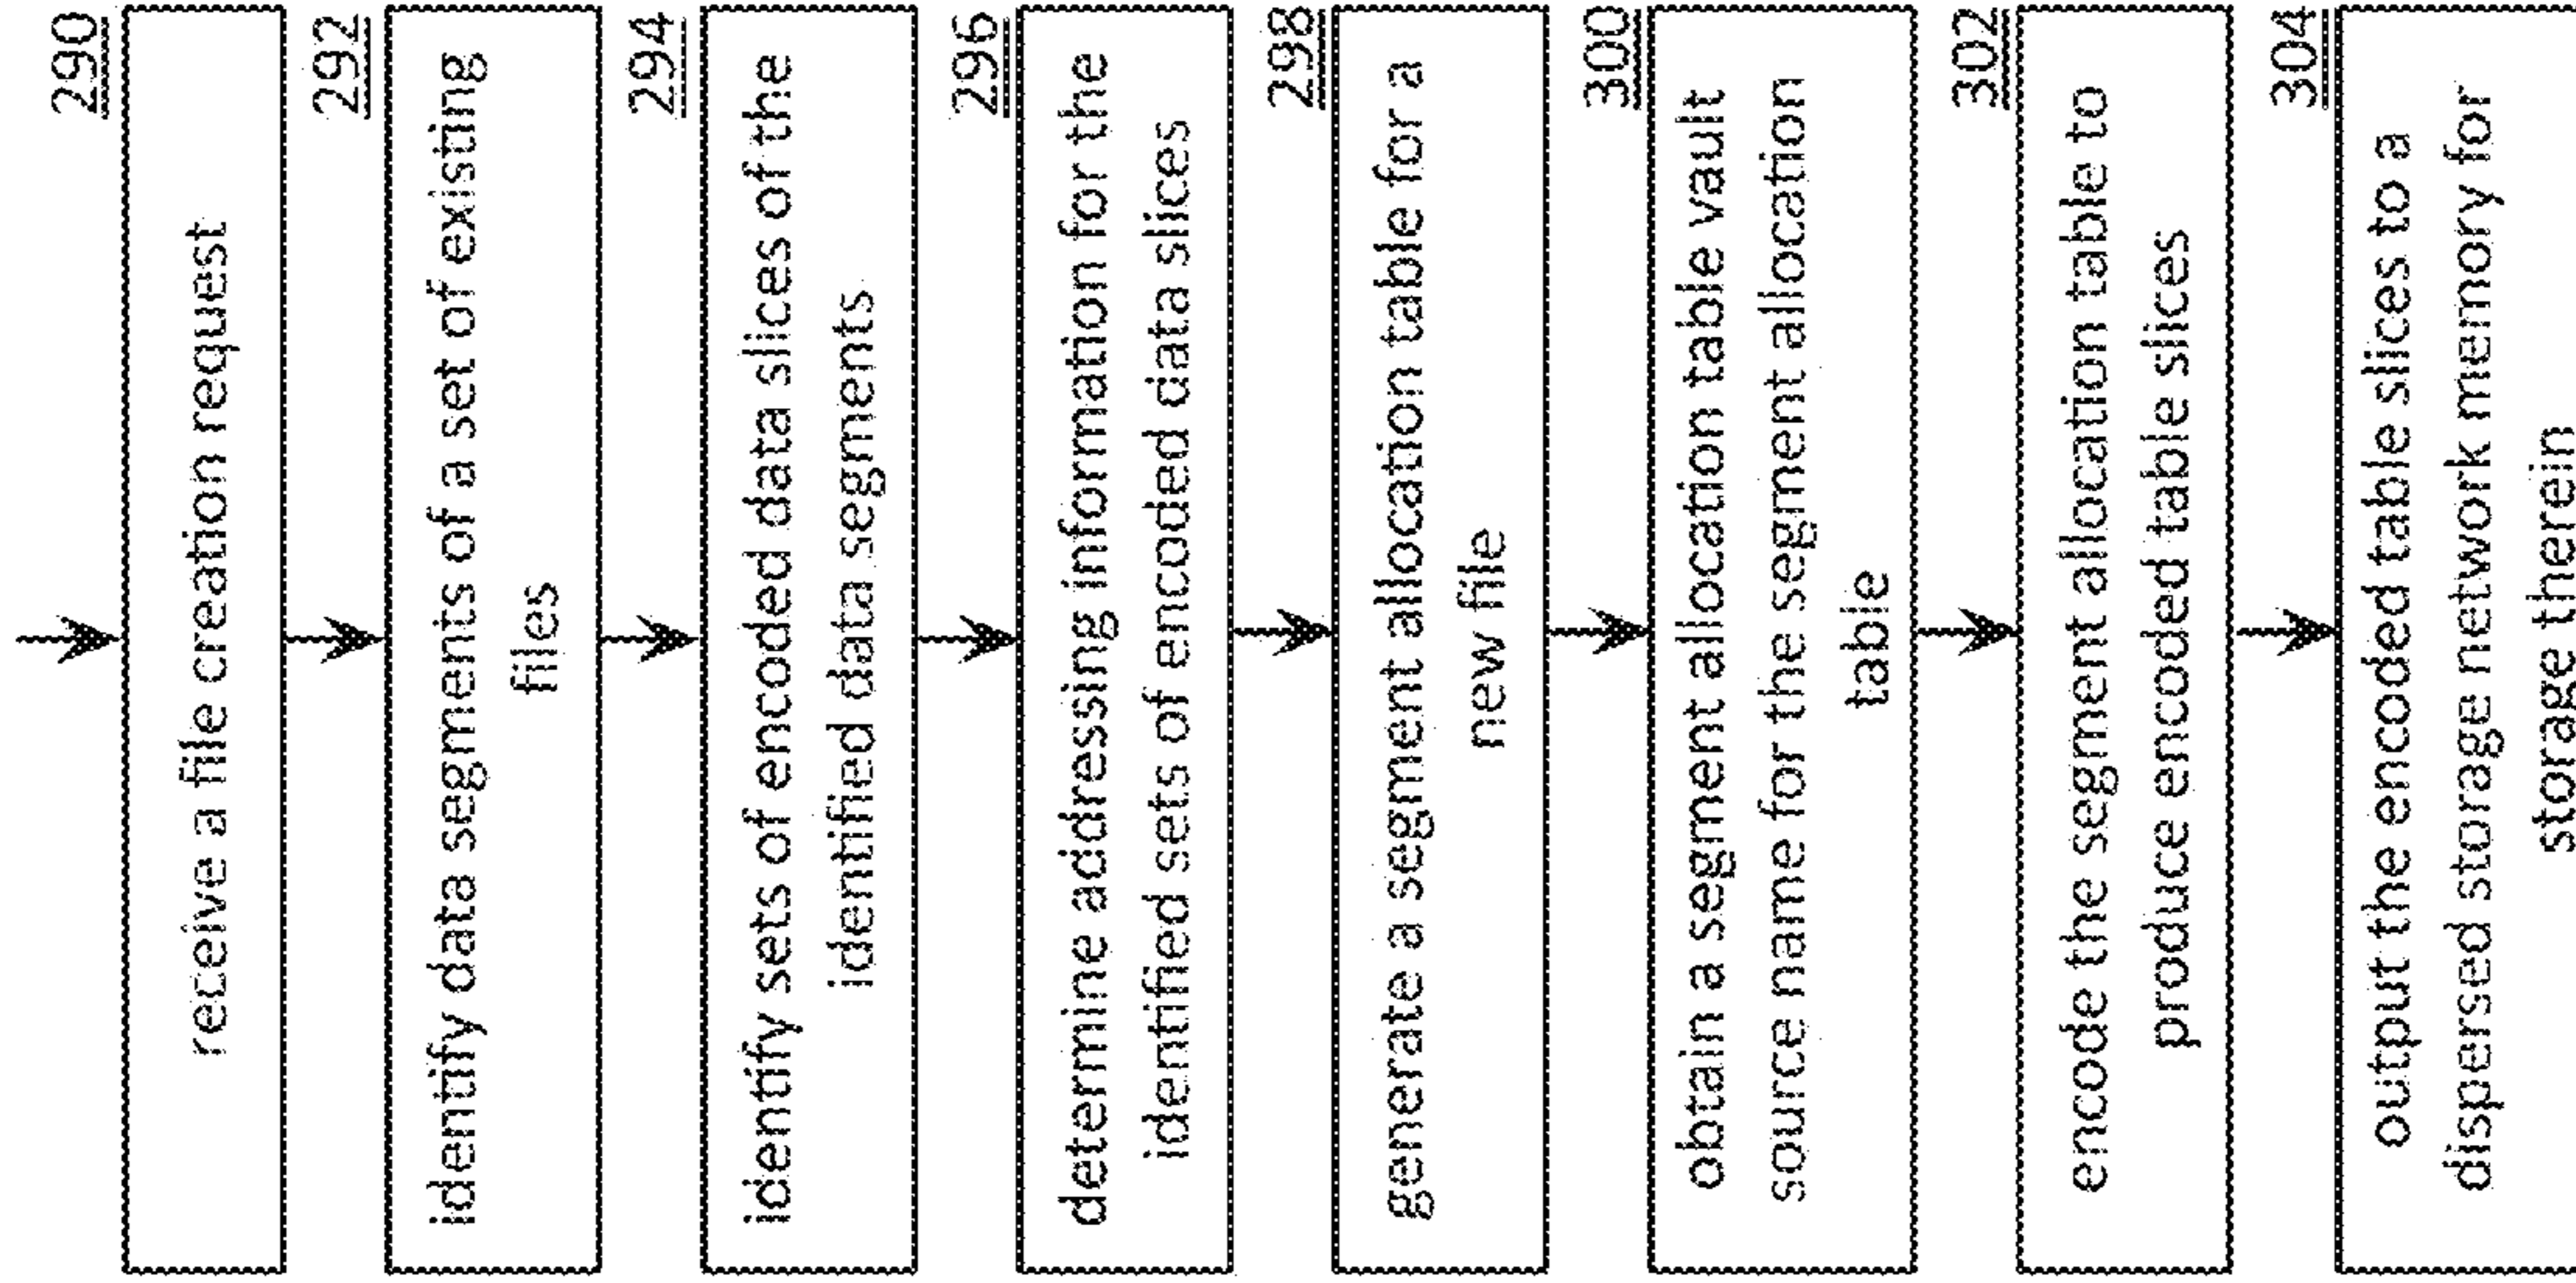 290
receive a file creation request
292
identify data segments of a set of existing
files
294
identify sets of encoded data slices of the
identified data segments
296
determine addressing information for the
identified sets of encoded data slices
298
generate a segment allocation table for a
new file
300
obtain a segment allocation table vault
source name for the segment allocation
table
302
encode the segment allocation table to
produce encoded table slices
304
output the encoded table slices to a
dispersed storage network memory for
storage therein